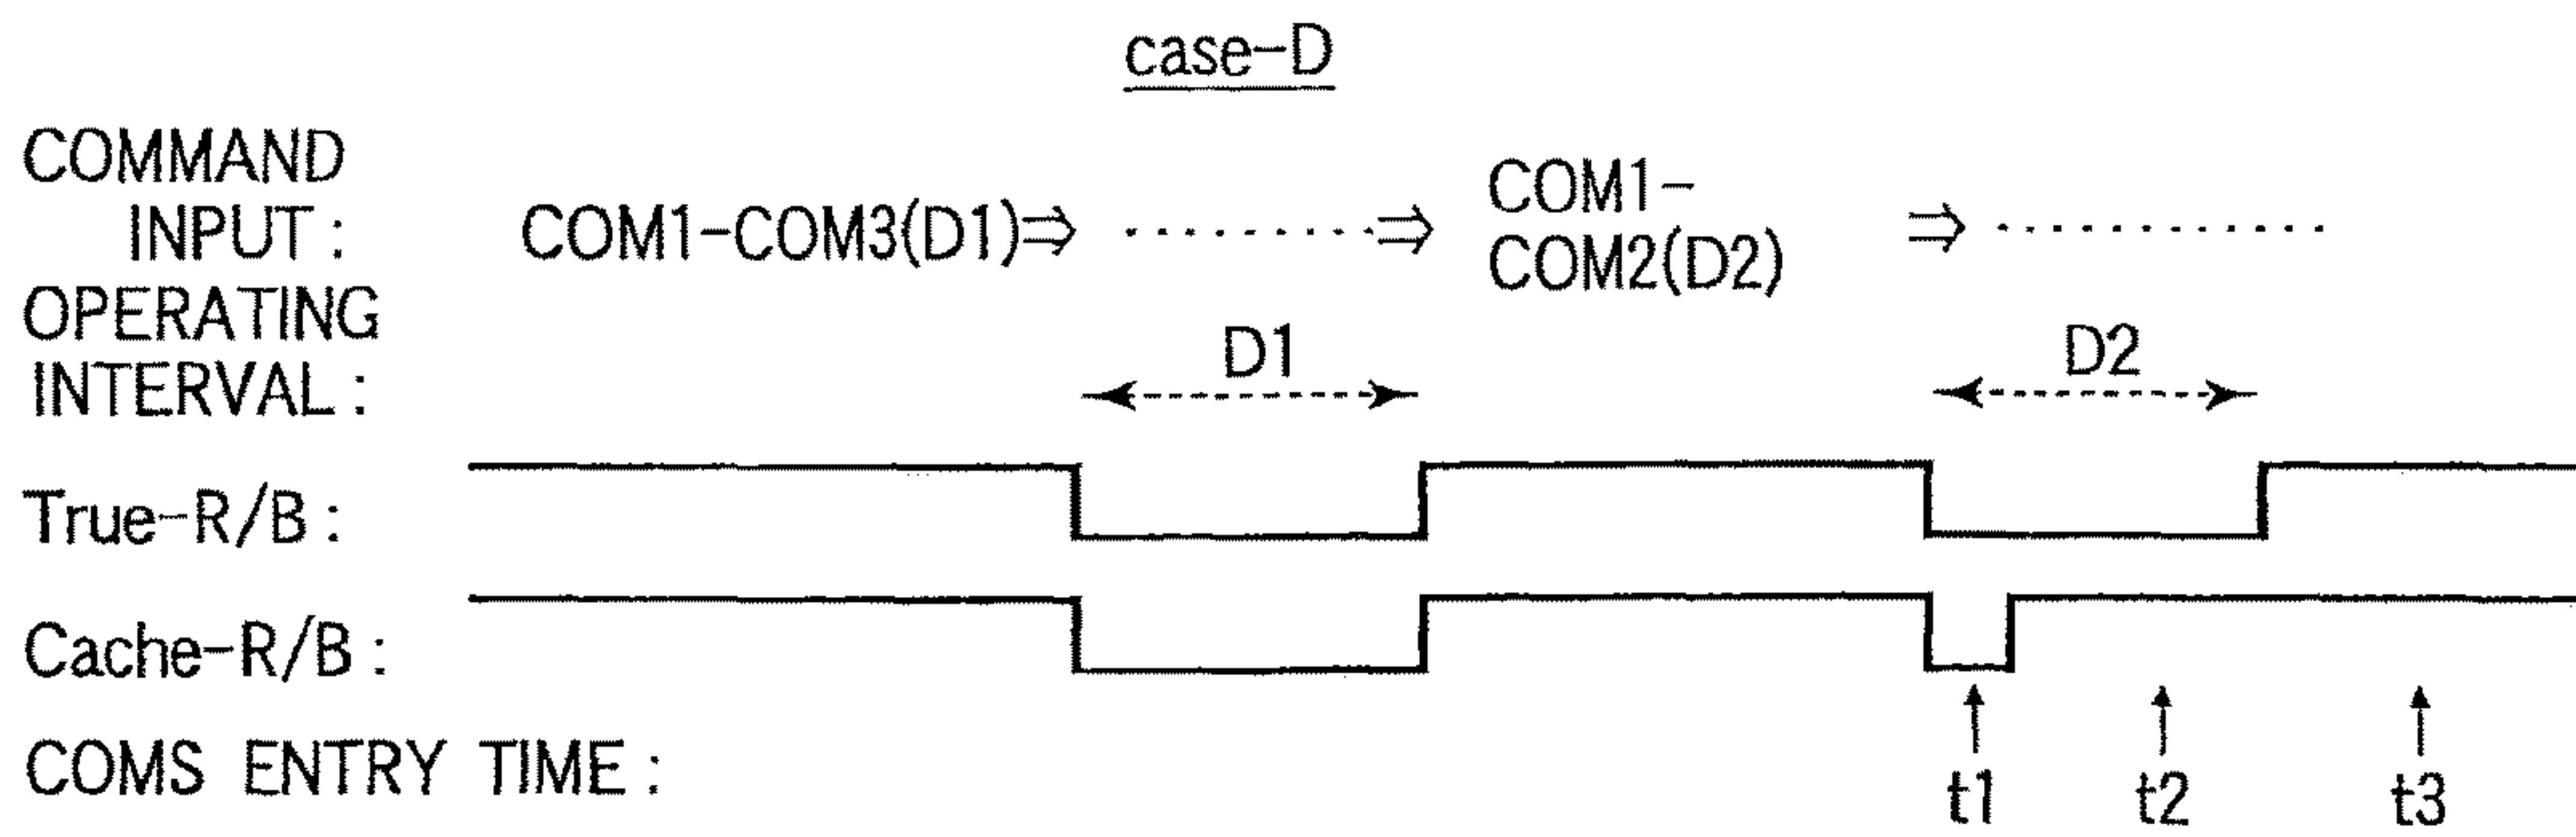 case-D
COMMAND
INPUT :
COM1-COM3(D1)⇒ ..........⇒ COM1-
COM2(D2) ⇒ ............
OPERATING
INTERVAL :
D1 D2
True-R/B :
Cache-R/B :
COMS ENTRY TIME :
t1 t2 t3